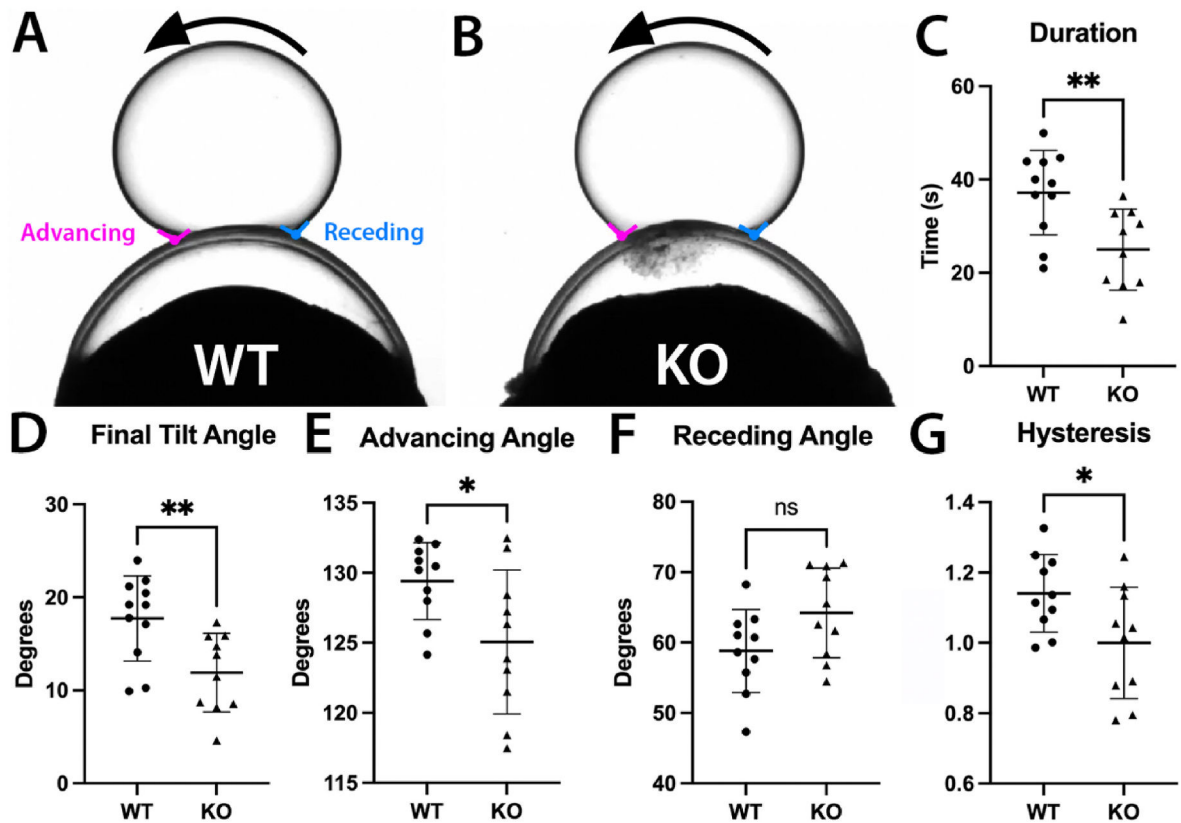 A
B
C Duration
Advancing
Receding
WT
KO
**
60
40
20
0
Time (s)
WT
KO
D Final Tilt Angle
**
30
20
10
0
Degrees
WT
KO
E Advancing Angle
*
135
130
125
120
115
Degrees
WT
KO
F Receding Angle
ns
80
70
60
50
40
Degrees
WT
KO
G Hysteresis
*
1.4
1.2
1.0
0.8
0.6
WT
KO